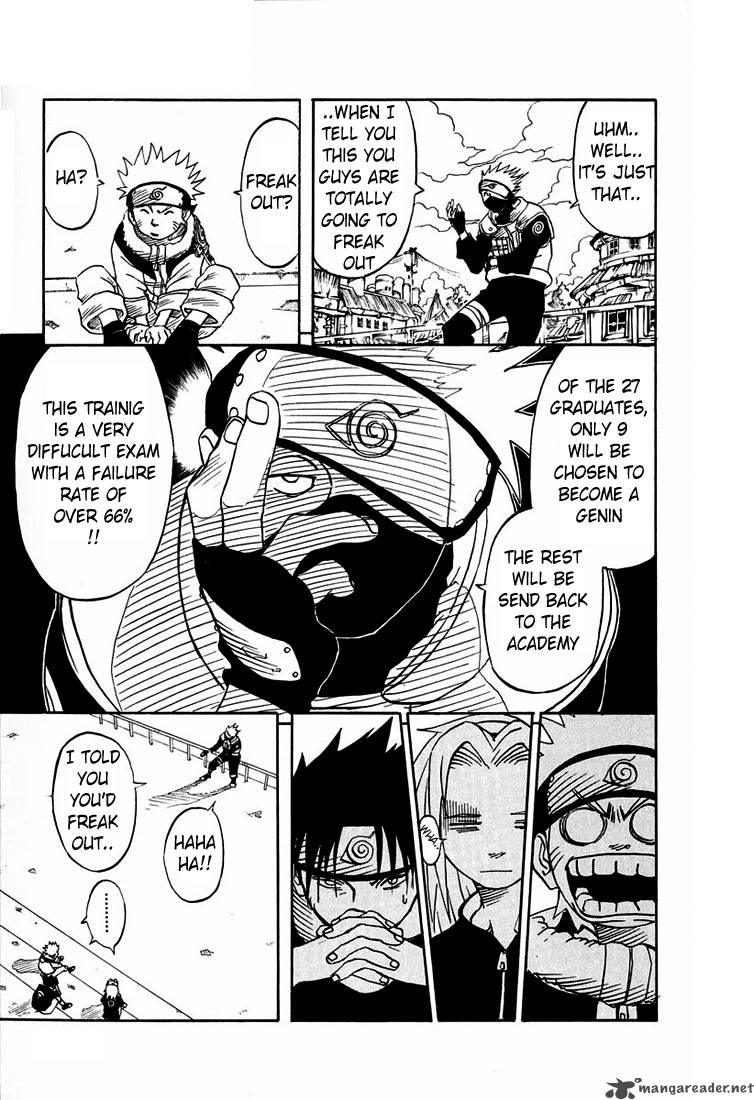 UHM..
WELL..
IT'S JUST
THAT..
..WHEN I
TELL YOU
THIS YOU
GUYS ARE
TOTALLY
GOING TO
FREAK
OUT
FREAK
OUT?
HA?
OF THE 27
GRADUATES,
ONLY 9
WILL BE
CHOSEN TO
BECOME A
GENIN
THE REST
WILL BE
SEND BACK
TO THE
ACADEMY
THIS TRAINIG
IS A VERY
DIFFUCULT EXAM
WITH A FAILURE
RATE OF
OVER 66%
!!
HA..
HAHA
HA!!
I TOLD
YOU
YOU'D
FREAK
OUT..
........
mangareader.net